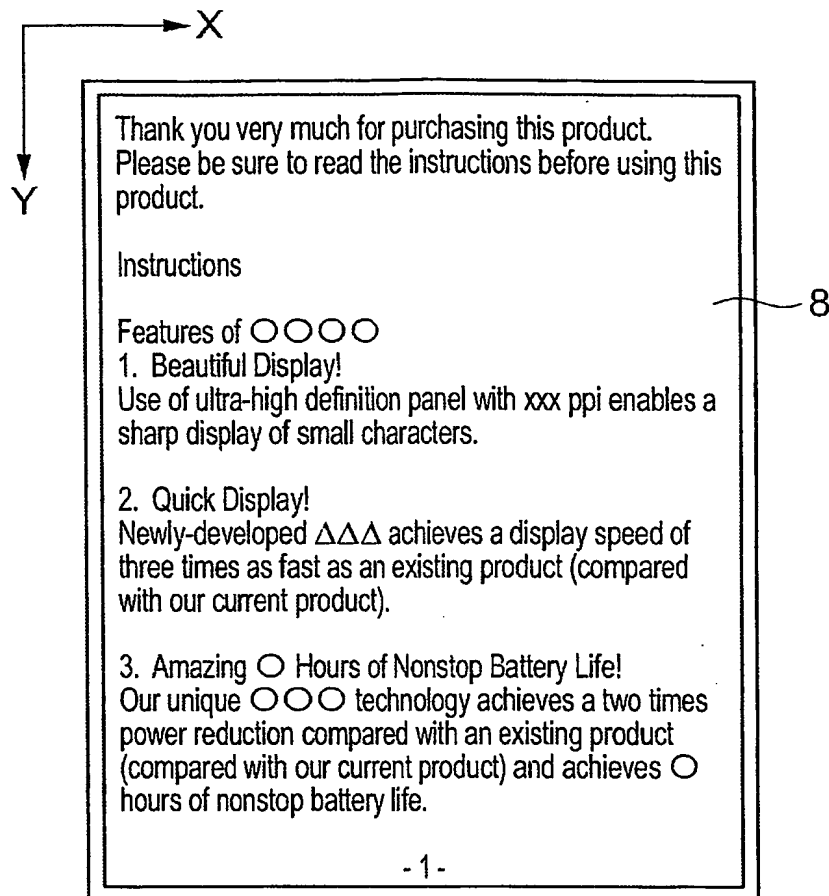 X
Y
Thank you very much for purchasing this product.
Please be sure to read the instructions before using this
product.
Instructions
8
Features of ○○○○
1. Beautiful Display!
Use of ultra-high definition panel with xxx ppi enables a
sharp display of small characters.
2. Quick Display!
Newly-developed ΔΔΔ achieves a display speed of
three times as fast as an existing product (compared
with our current product).
3. Amazing ○ Hours of Nonstop Battery Life!
Our unique ○○○ technology achieves a two times
power reduction compared with an existing product
(compared with our current product) and achieves ○
hours of nonstop battery life.
- 1 -